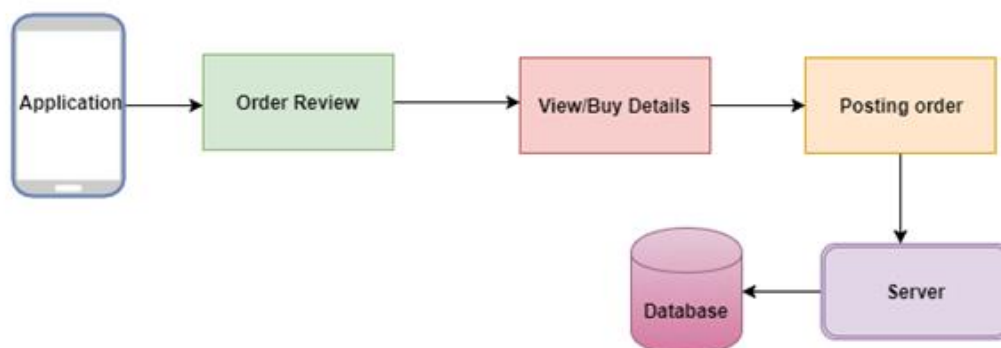 Application
Order Review
View/Buy Details
Posting order
Server
Database